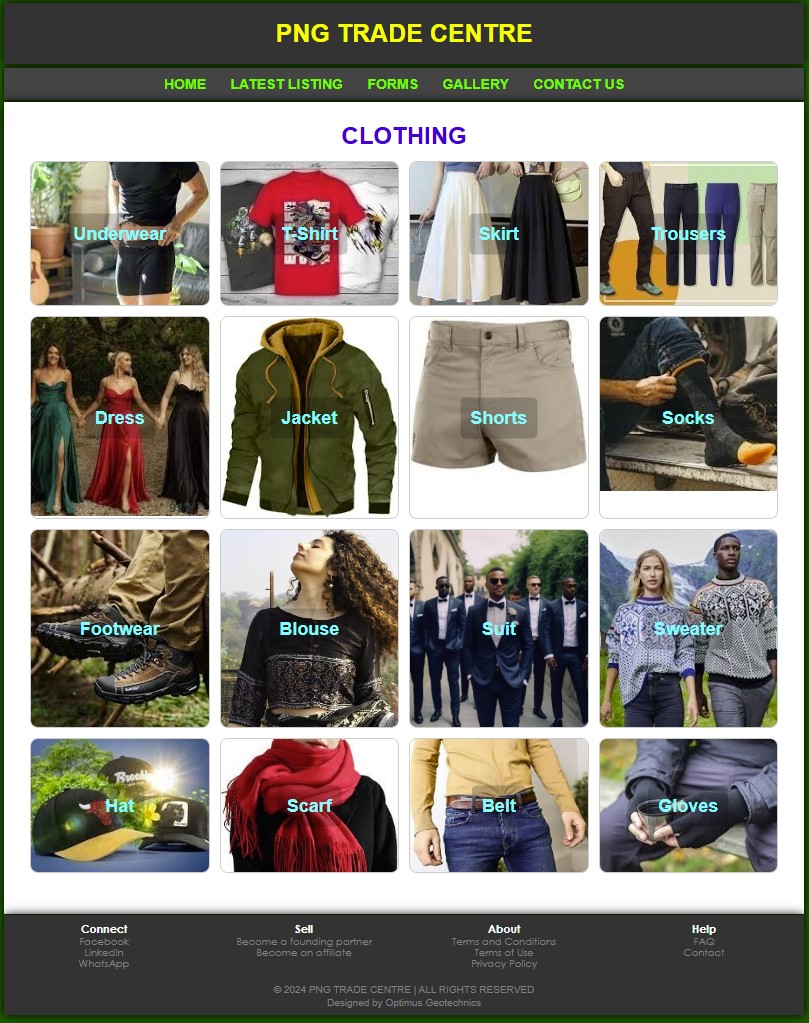 PNG TRADE CENTRE
HOME LATEST LISTING FORMS GALLERY CONTACT US
CLOTHING
Underwear T-Shirt Skirt Trousers
Dress Jacket Shorts Socks
Footwear Blouse Suit Sweater
Hat Scarf Belt Gloves
Connect Sell About Help
Facebook Become a founding partner Terms and Conditions FAQ
LinkedIn Become an affiliate Terms of Use Contact
WhatsApp Privacy Policy
© 2024 PNG TRADE CENTRE | ALL RIGHTS RESERVED
Designed by Optimus Geotechnics